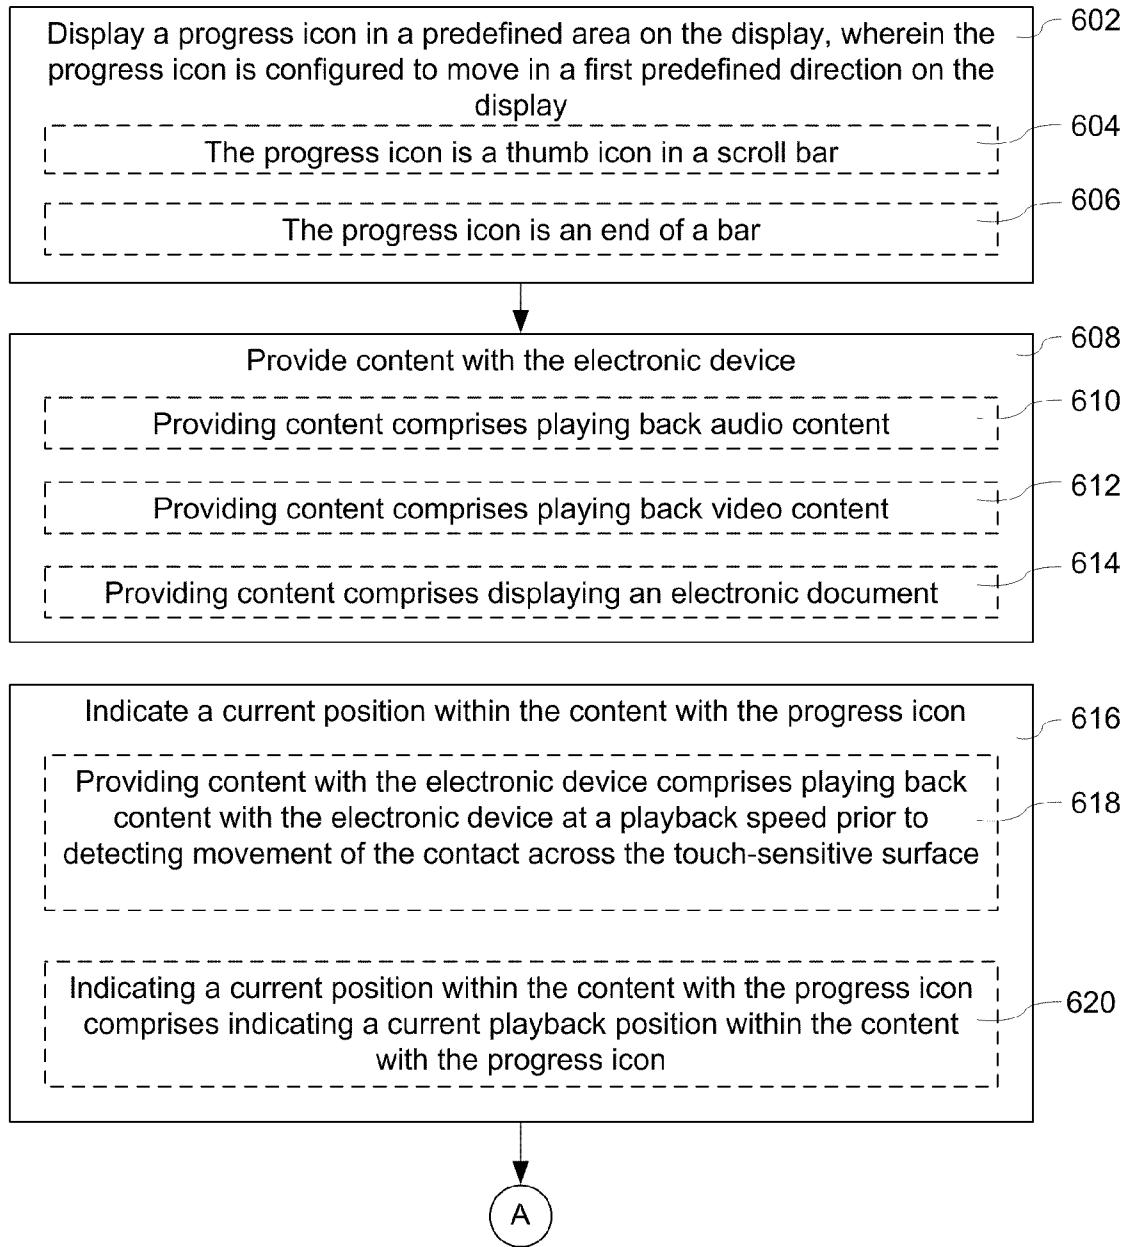 Display a progress icon in a predefined area on the display, wherein the
progress icon is configured to move in a first predefined direction on the
display
602
The progress icon is a thumb icon in a scroll bar
604
The progress icon is an end of a bar
606
Provide content with the electronic device
608
Providing content comprises playing back audio content
610
Providing content comprises playing back video content
612
Providing content comprises displaying an electronic document
614
Indicate a current position within the content with the progress icon
616
Providing content with the electronic device comprises playing back
content with the electronic device at a playback speed prior to
detecting movement of the contact across the touch-sensitive surface
618
Indicating a current position within the content with the progress icon
comprises indicating a current playback position within the content
with the progress icon
620
A